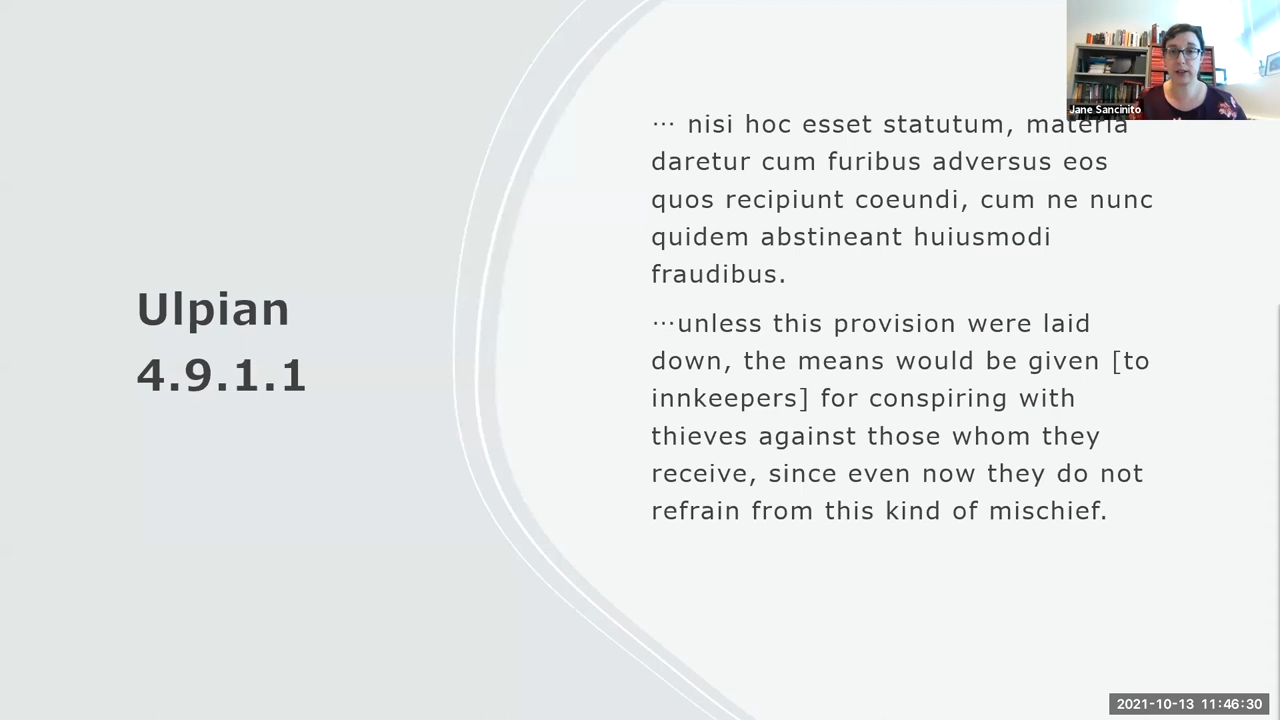 Jane Sancinito
… nisi hoc esset statutum, materia
daretur cum furibus adversus eos
quos recipiunt coeundi, cum ne nunc
quidem abstineant huiusmodi
fraudibus.
Ulpian
4.9.1.1
…unless this provision were laid
down, the means would be given [to
innkeepers] for conspiring with
thieves against those whom they
receive, since even now they do not
refrain from this kind of mischief.
2021-10-13 11:46:30